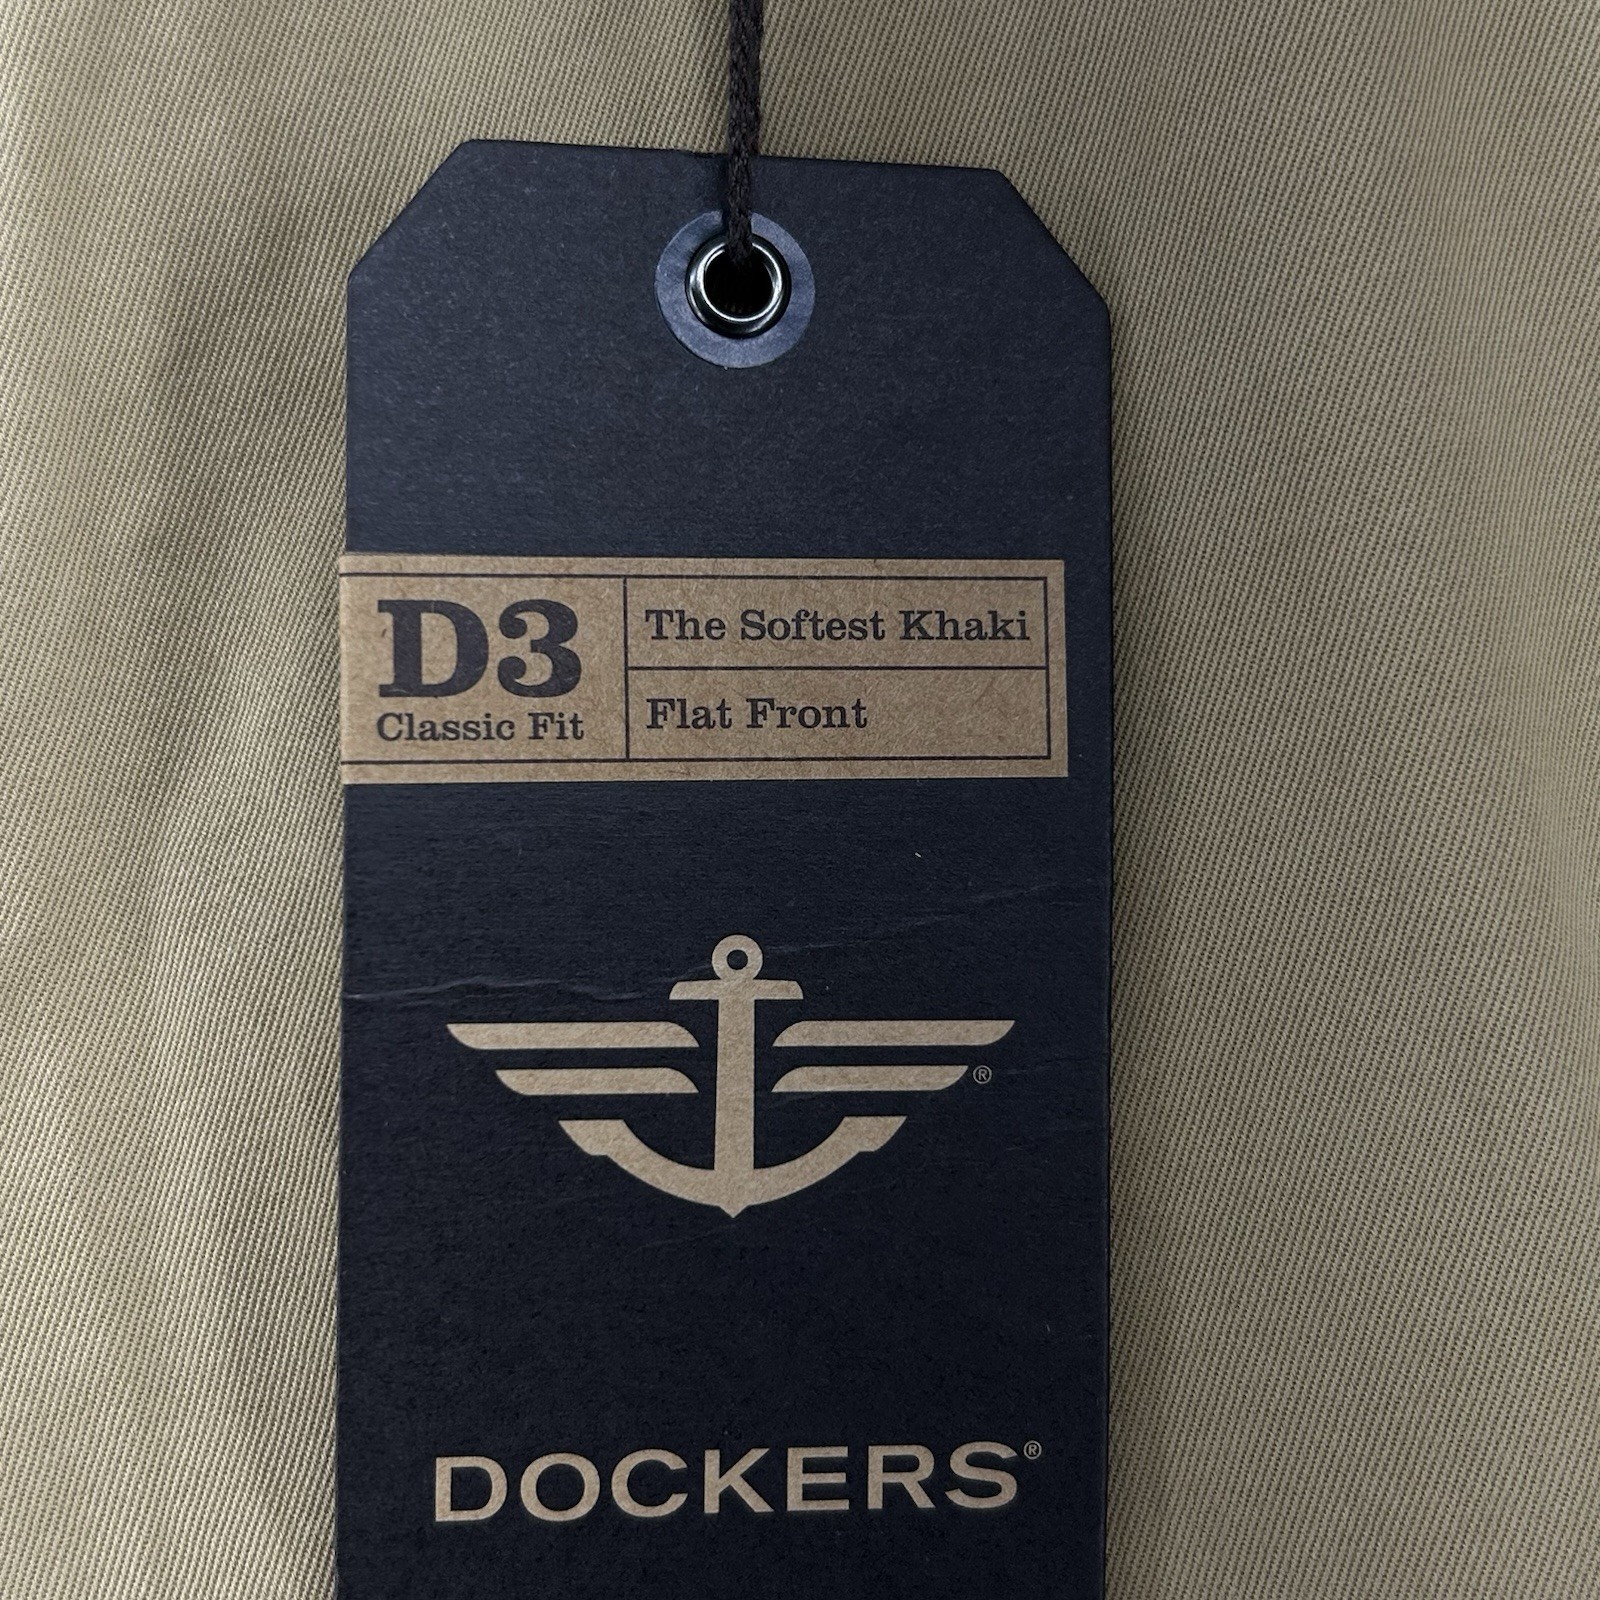 D3
Classic Fit
The Softest Khaki
Flat Front
®
DOCKERS®